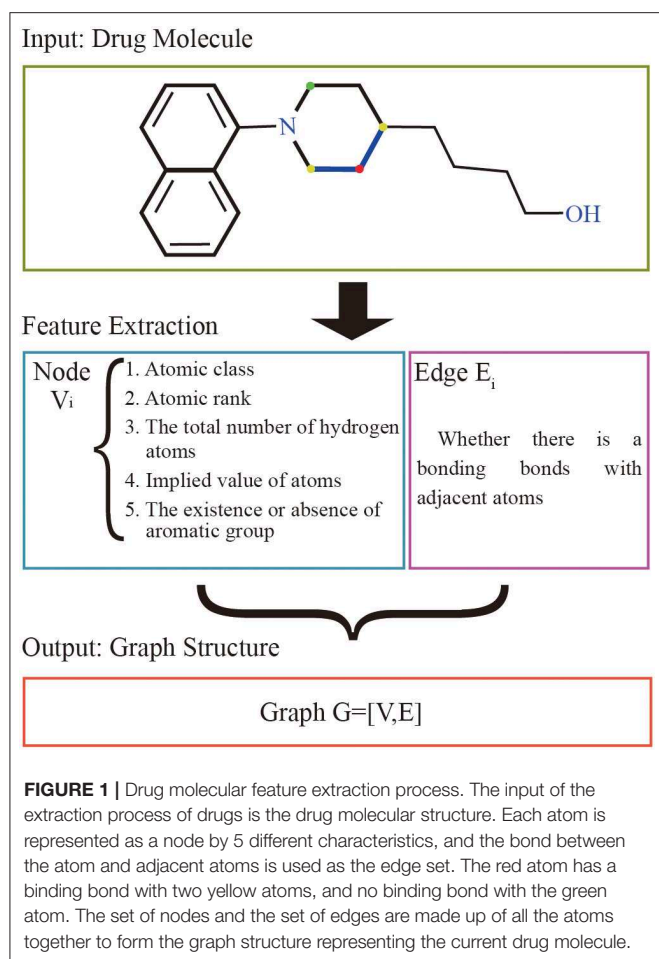 Input: Drug Molecule
N
OH
Feature Extraction
Node
Vi
1. Atomic class
2. Atomic rank
3. The total number of hydrogen
atoms
4. Implied value of atoms
5. The existence or absence of
aromatic group
Edge Ei
Whether there is a
bonding bonds with
adjacent atoms
Output: Graph Structure
Graph G=[V,E]
FIGURE 1 | Drug molecular feature extraction process. The input of the
extraction process of drugs is the drug molecular structure. Each atom is
represented as a node by 5 different characteristics, and the bond between
the atom and adjacent atoms is used as the edge set. The red atom has a
binding bond with two yellow atoms, and no binding bond with the green
atom. The set of nodes and the set of edges are made up of all the atoms
together to form the graph structure representing the current drug molecule.